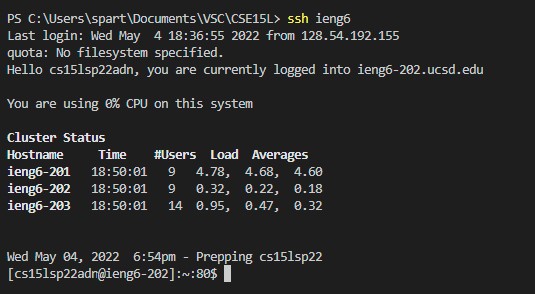 PS C:\Users\spart\Documents\VSC\CSE15L> ssh ieng6
Last login: Wed May  4 18:36:55 2022 from 128.54.192.155
quota: No filesystem specified.
Hello cs15lsp22adn, you are currently logged into ieng6-202.ucsd.edu
You are using 0% CPU on this system
Cluster Status
Hostname     Time    #Users  Load  Averages
ieng6-201   18:50:01   9   4.78,  4.68,  4.60
ieng6-202   18:50:01   9   0.32,  0.22,  0.18
ieng6-203   18:50:01   14  0.95,  0.47,  0.32
Wed May 04, 2022  6:54pm - Prepping cs15lsp22
[cs15lsp22adn@ieng6-202]:~:80$